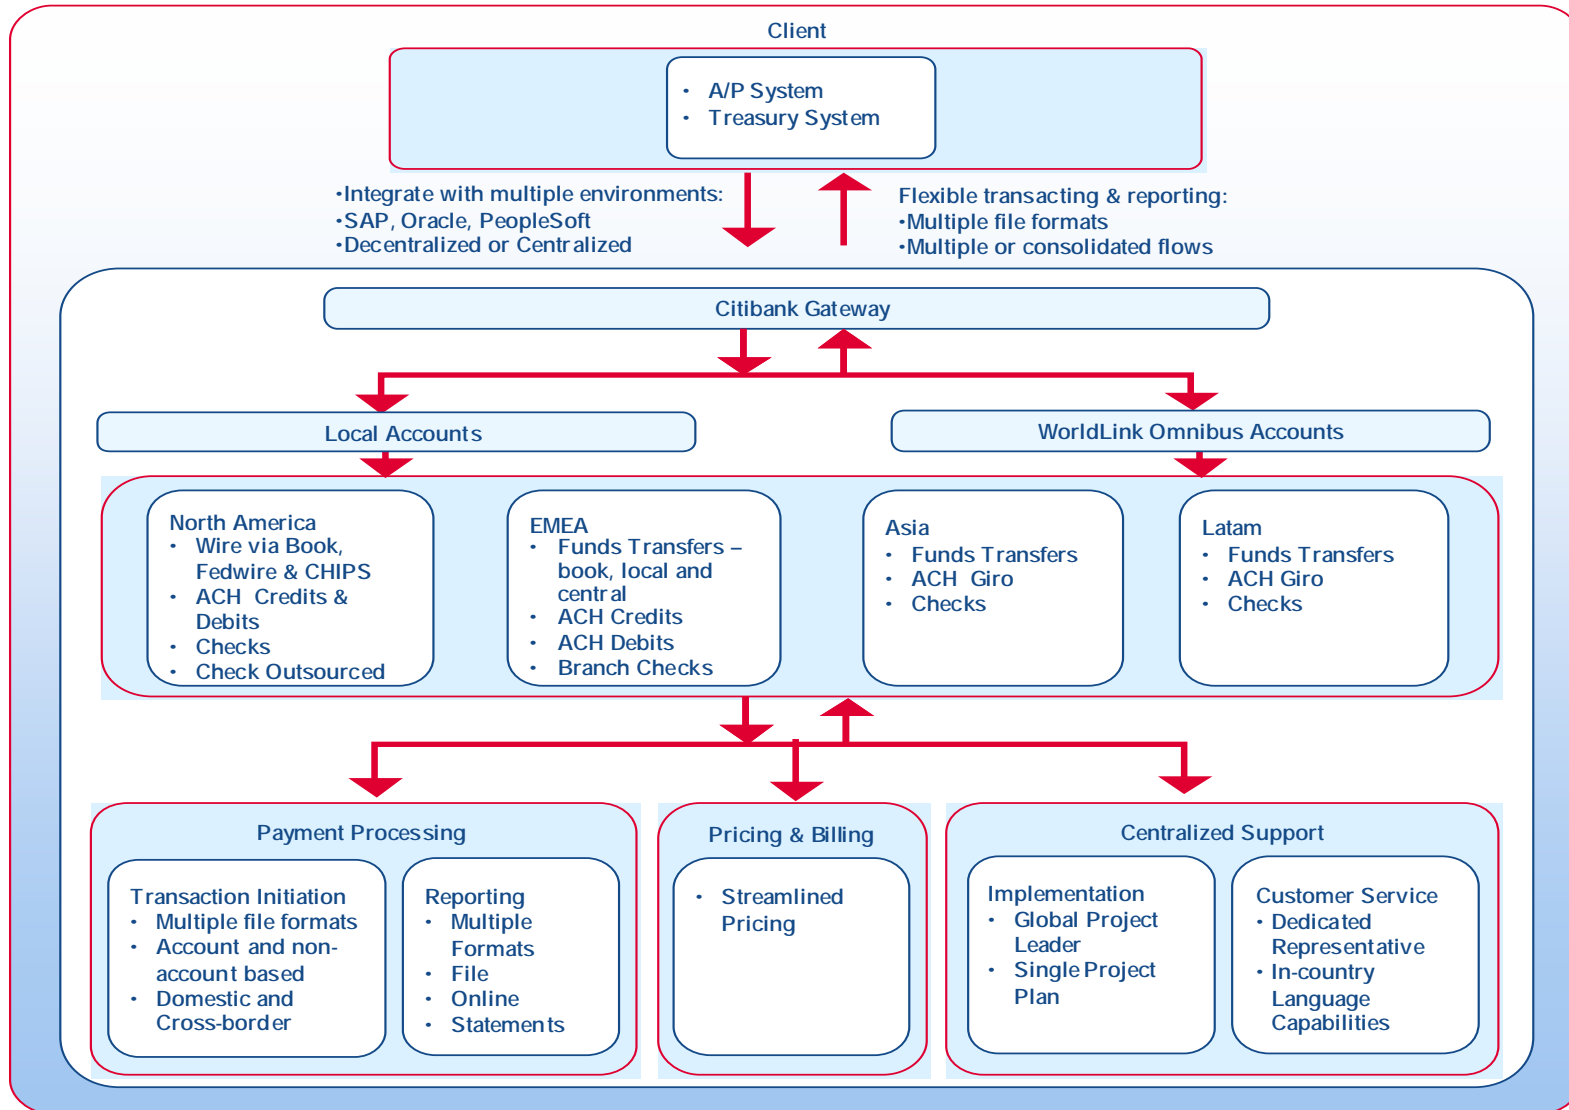 Client
• A/P System
• Treasury System
•Integrate with multiple environments:
•SAP, Oracle, PeopleSoft
•Decentralized or Centralized
Flexible transacting & reporting:
•Multiple file formats
•Multiple or consolidated flows
Citibank Gateway
Local Accounts
WorldLink Omnibus Accounts
North America
• Wire via Book,
Fedwire & CHIPS
• ACH Credits &
Debits
• Checks
• Check Outsourced
EMEA
• Funds Transfers –
book, local and
central
• ACH Credits
• ACH Debits
• Branch Checks
Asia
• Funds Transfers
• ACH Giro
• Checks
Latam
• Funds Transfers
• ACH Giro
• Checks
Payment Processing
Transaction Initiation
• Multiple file formats
• Account and non-
account based
• Domestic and
Cross-border
Reporting
• Multiple
Formats
• File
• Online
• Statements
Pricing & Billing
• Streamlined
Pricing
Centralized Support
Implementation
• Global Project
Leader
• Single Project
Plan
Customer Service
• Dedicated
Representative
• In-country
Language
Capabilities